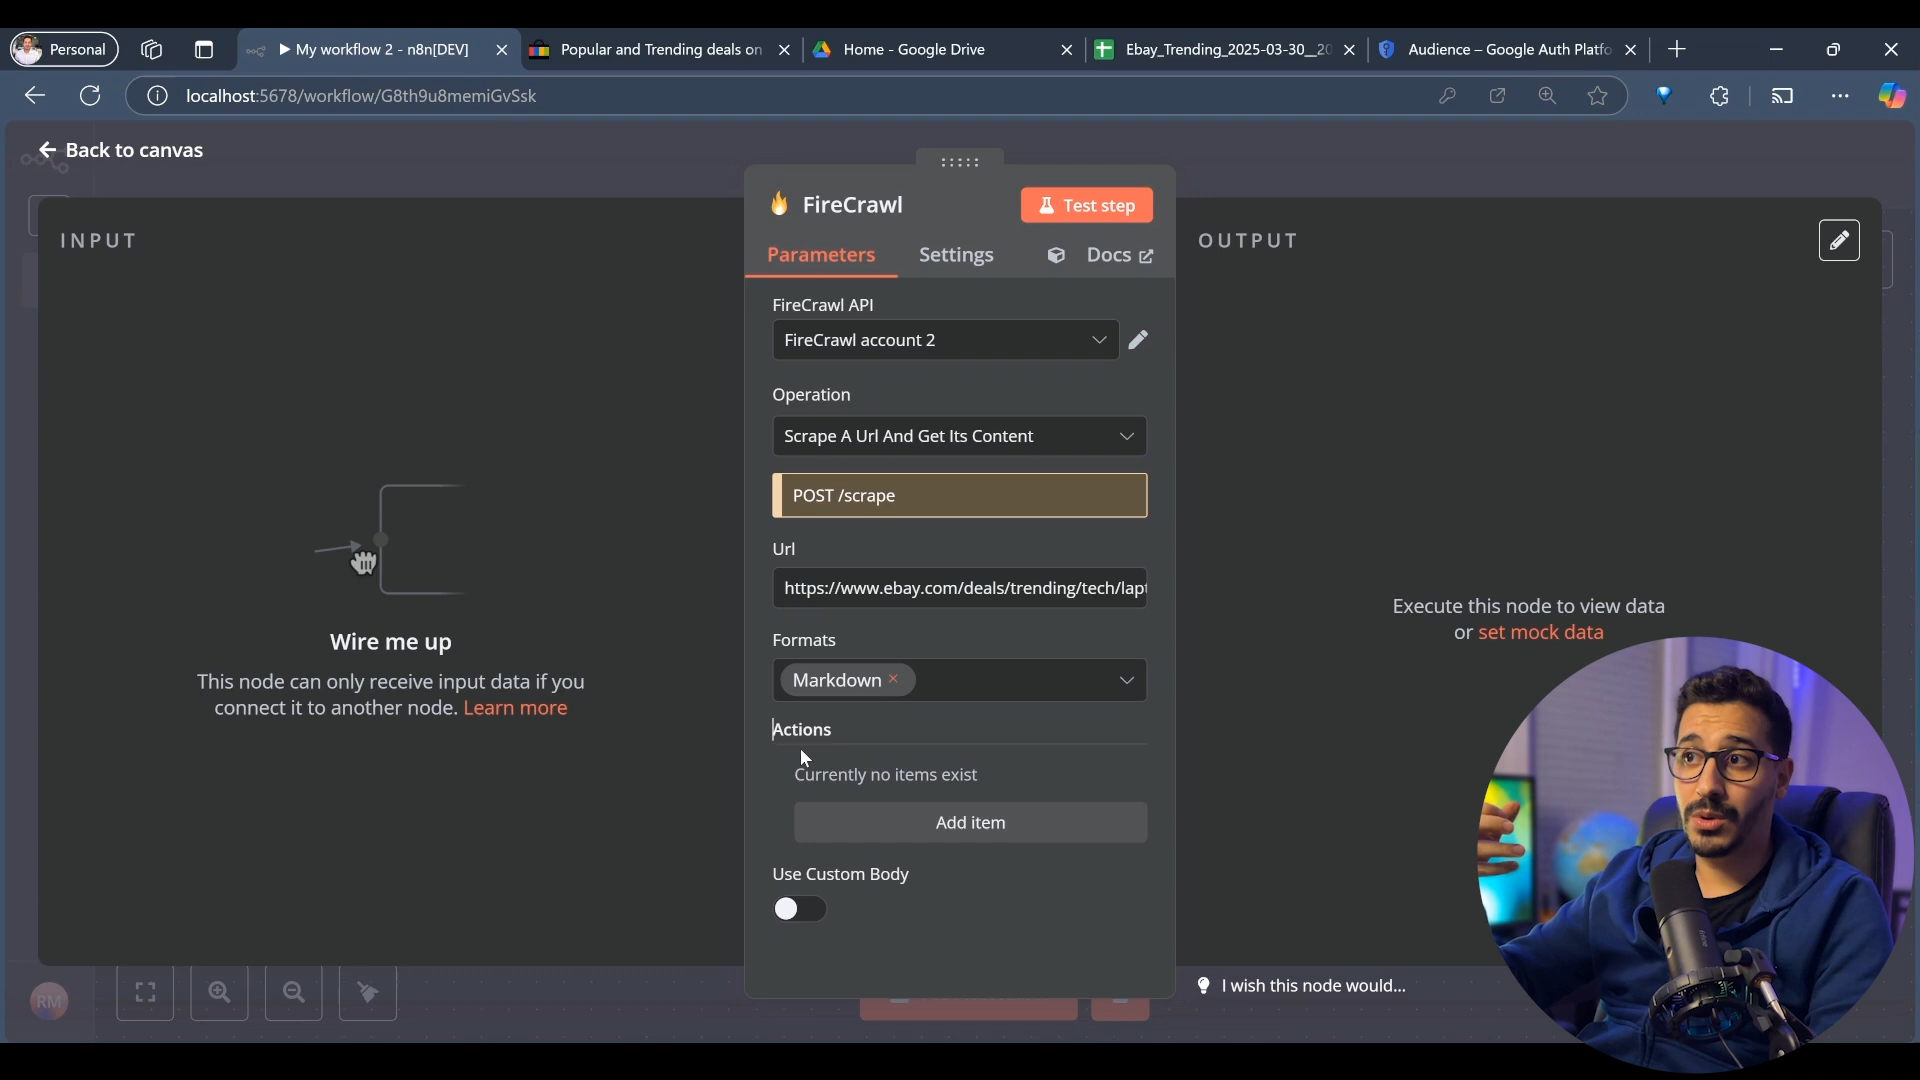 Personal
My workflow 2 - n8n[DEV]
Popular and Trending deals on
Home - Google Drive
Ebay_Trending_2025-03-30__20
Audience – Google Auth Platfo
localhost:5678/workflow/G8th9u8memiGvSsk
Back to canvas
INPUT
Wire me up
This node can only receive input data if you
connect it to another node. Learn more
FireCrawl
Test step
Parameters
Settings
Docs
FireCrawl API
FireCrawl account 2
Operation
Scrape A Url And Get Its Content
POST /scrape
Url
https://www.ebay.com/deals/trending/tech/lapt
Formats
Markdown
Actions
Currently no items exist
Add item
Use Custom Body
OUTPUT
Execute this node to view data
or set mock data
I wish this node would...
RM